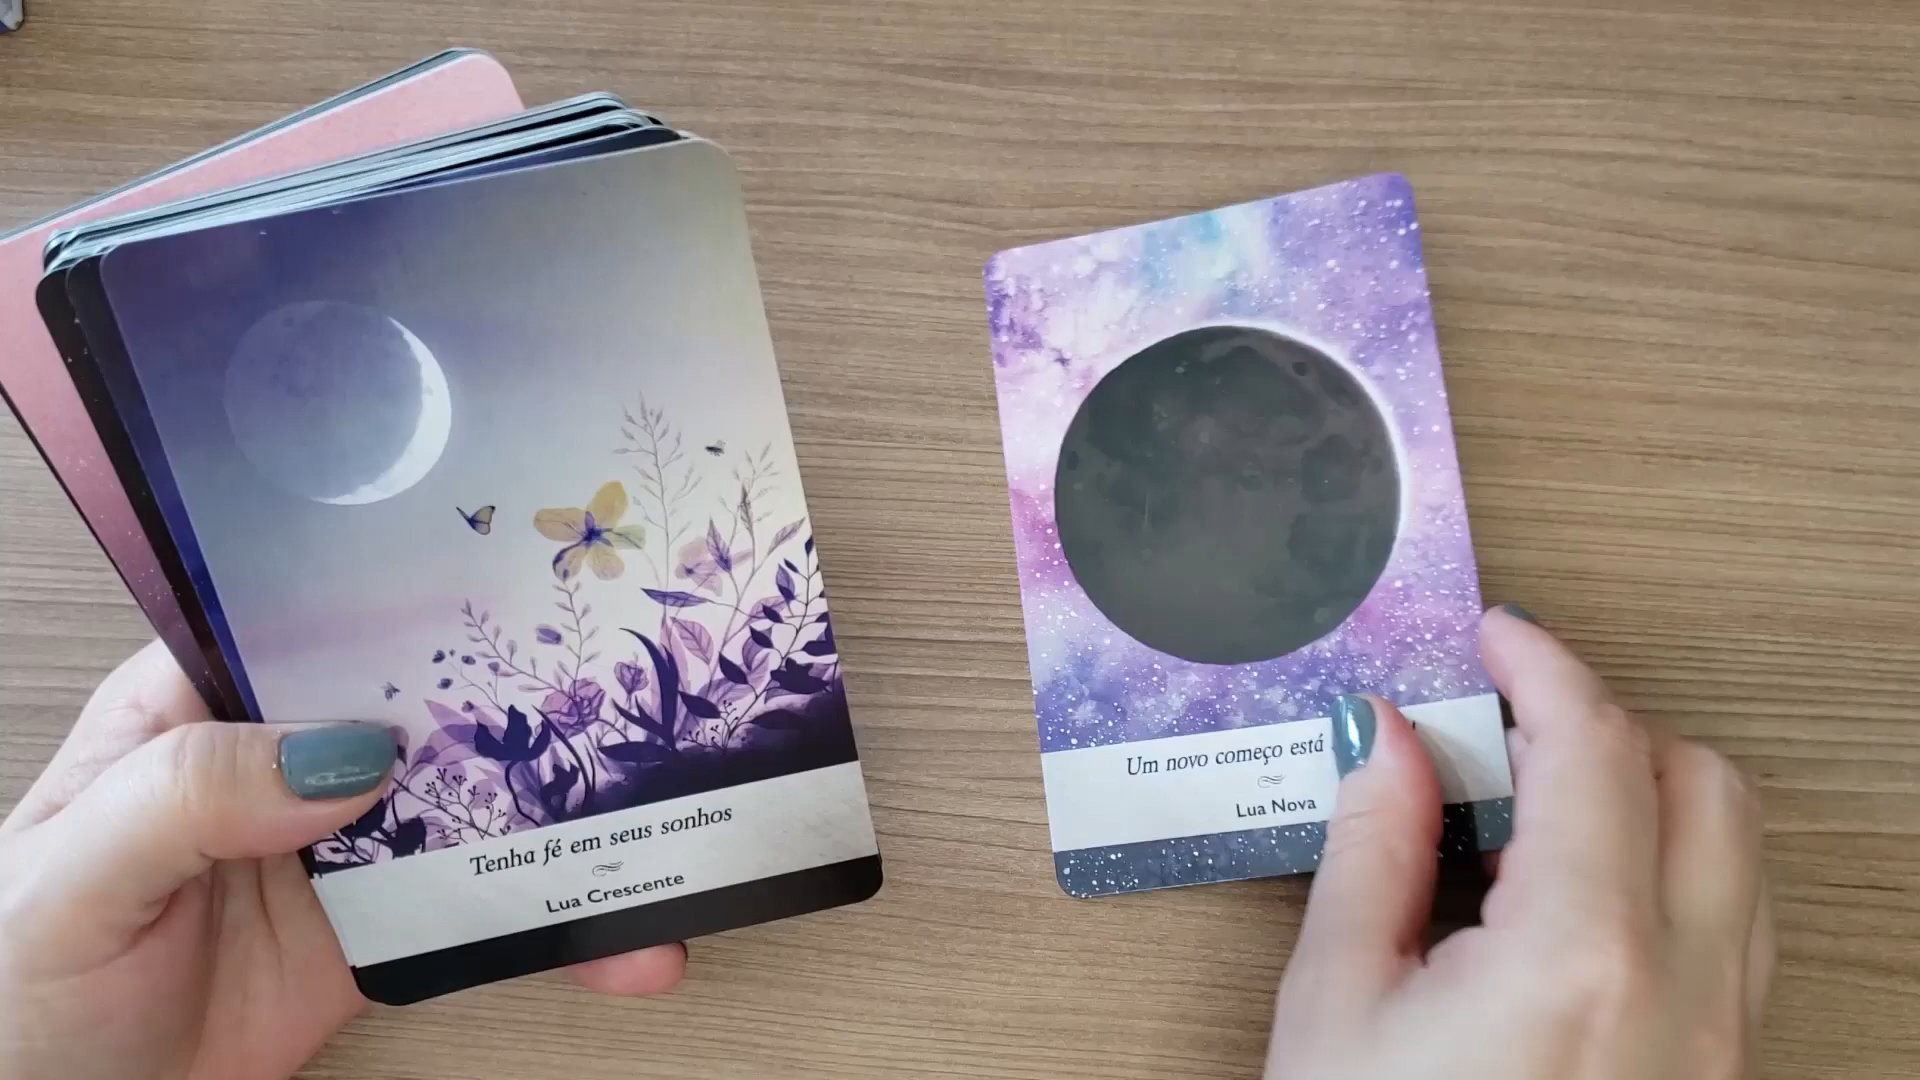 Tenha fé em seus sonhos
Lua Crescente
Um novo começo está
Lua Nova